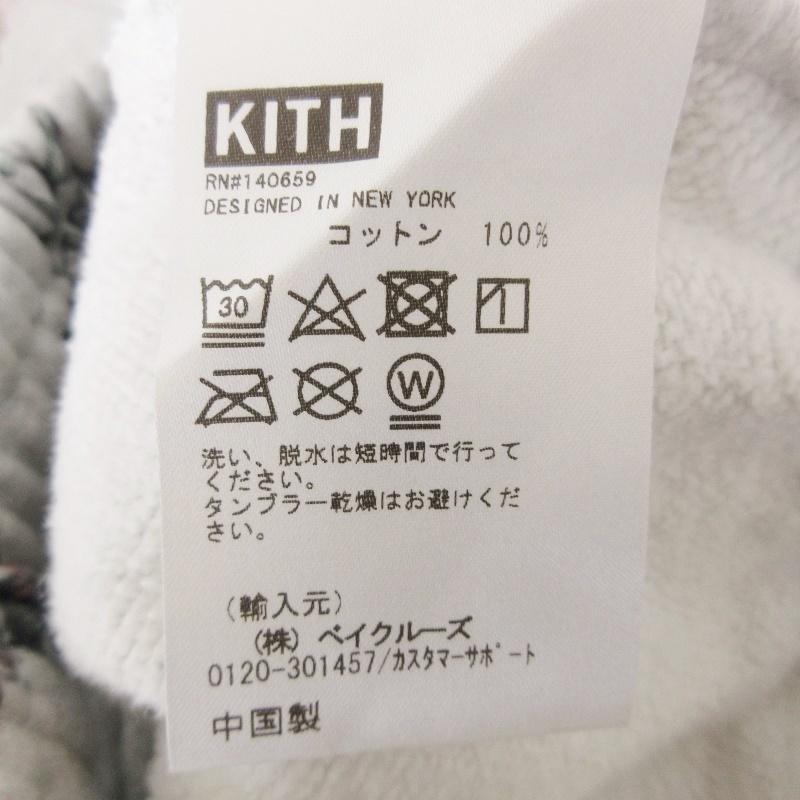 KITH
RN#140659
DESIGNED IN NEW YORK
コットン 100%
30
W
洗い、脱水は短時間で行って
ください。
タンブラー乾燥はお避けくだ
さい。
(輸入元)
(株) ベイクルーズ
0120-301457/カスタマーサポート
中国製